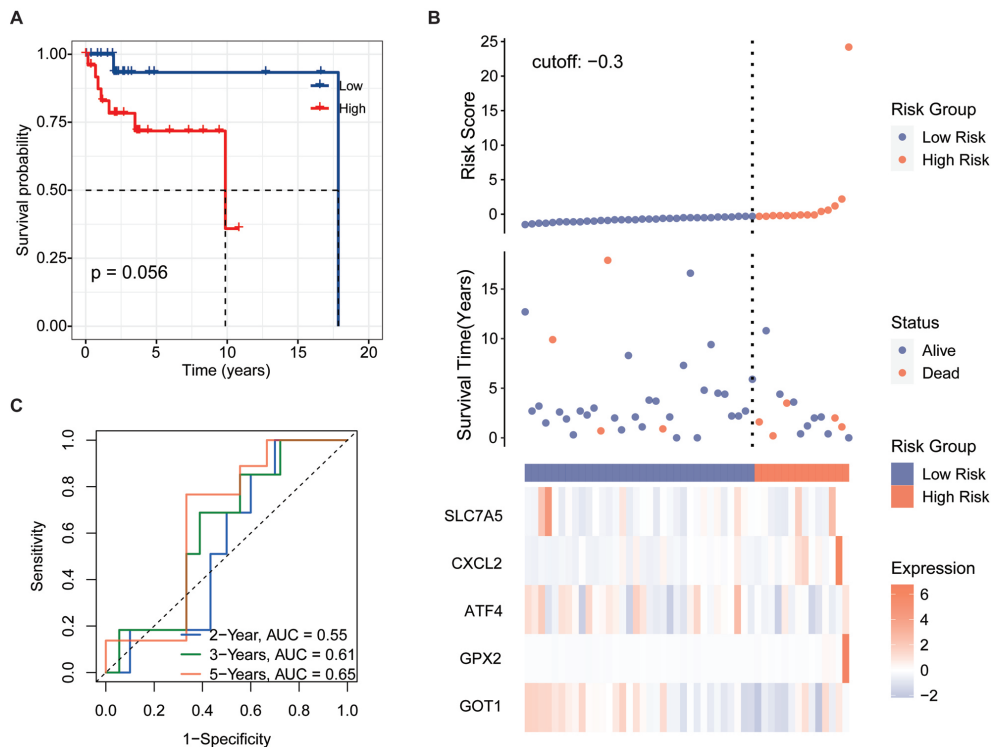 A
Survival probability
1.00
0.75
0.50
0.25
0.00
Low
High
p = 0.056
0 5 10 15 20
Time (years)
B
Risk Score
25
20
15
10
5
0
cutoff: −0.3
Risk Group
Low Risk
High Risk
Survival Time(Years)
15
10
5
0
Status
Alive
Dead
Risk Group
Low Risk
High Risk
SLC7A5
CXCL2
ATF4
GPX2
GOT1
Expression
6
4
2
0
−2
C
Sensitivity
1.0
0.8
0.6
0.4
0.2
0.0
2-Year, AUC = 0.55
3-Years, AUC = 0.61
5-Years, AUC = 0.65
0.0 0.2 0.4 0.6 0.8 1.0
1-Specificity